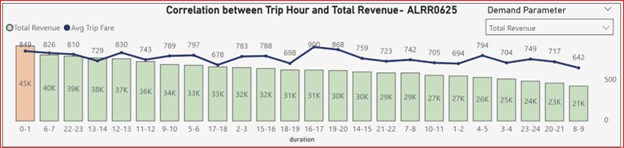 Correlation between Trip Hour and Total Revenue- ALRR0625
Demand Parameter
Total Revenue Avg Trip Fare
Total Revenue
849 826 810 729 830 743 789 797 678 783 788 698 900 868 759 723 742 705 694 794 704 749 717 642
45K 40K 39K 38K 37K 36K 34K 33K 33K 32K 32K 31K 31K 30K 30K 29K 29K 29K 27K 26K 25K 24K 23K 21K
500
0
0-1 6-7 22-23 13-14 12-13 11-12 9-10 5-6 17-18 2-3 15-16 18-19 16-17 19-20 14-15 21-22 7-8 10-11 1-2 4-5 3-4 23-24 20-21 8-9
duration